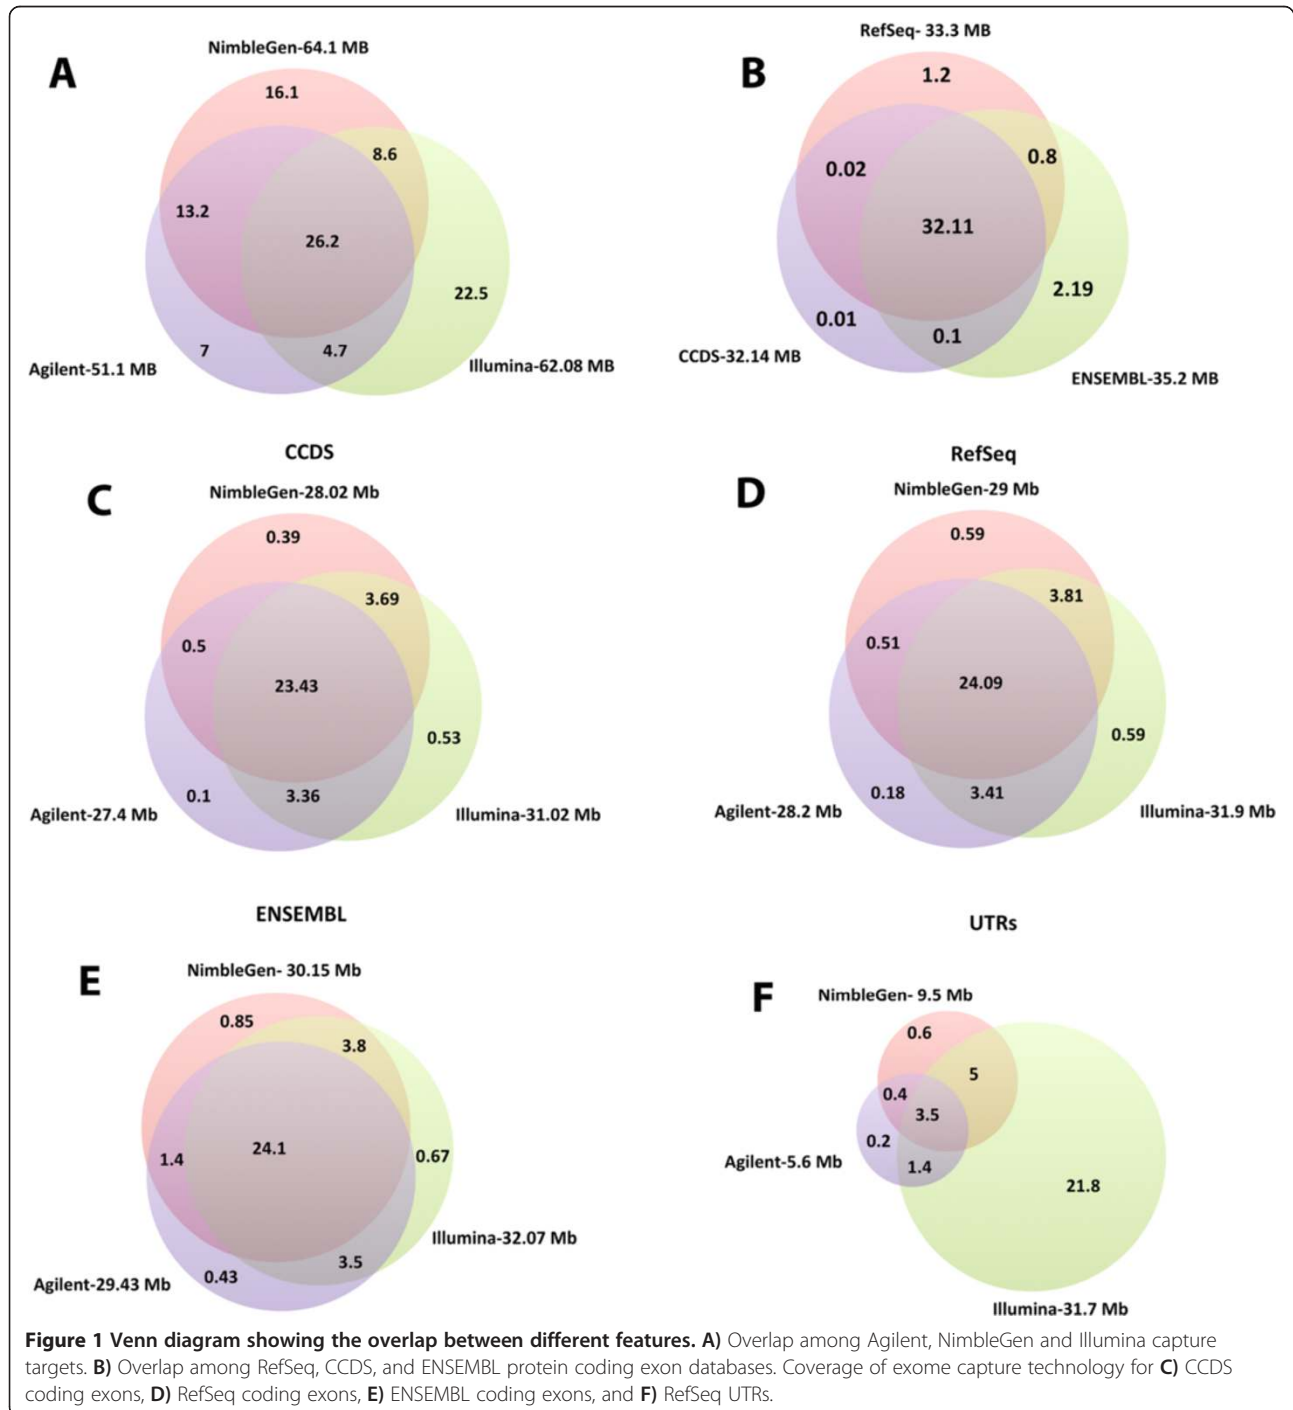 A
NimbleGen-64.1 MB
16.1
8.6
13.2
26.2
22.5
7
4.7
Agilent-51.1 MB
Illumina-62.08 MB
B
RefSeq- 33.3 MB
1.2
0.8
0.02
32.11
2.19
0.01
0.1
CCDS-32.14 MB
ENSEMBL-35.2 MB
CCDS
C
NimbleGen-28.02 Mb
0.39
3.69
0.5
23.43
0.53
0.1
3.36
Agilent-27.4 Mb
Illumina-31.02 Mb
RefSeq
D
NimbleGen-29 Mb
0.59
3.81
0.51
24.09
0.59
0.18
3.41
Agilent-28.2 Mb
Illumina-31.9 Mb
ENSEMBL
E
NimbleGen- 30.15 Mb
0.85
3.8
1.4
24.1
0.67
0.43
3.5
Agilent-29.43 Mb
Illumina-32.07 Mb
UTRs
F
NimbleGen- 9.5 Mb
0.6
5
0.4
3.5
0.2
1.4
21.8
Agilent-5.6 Mb
Illumina-31.7 Mb
Figure 1 Venn diagram showing the overlap between different features. A) Overlap among Agilent, NimbleGen and Illumina capture
targets. B) Overlap among RefSeq, CCDS, and ENSEMBL protein coding exon databases. Coverage of exome capture technology for C) CCDS
coding exons, D) RefSeq coding exons, E) ENSEMBL coding exons, and F) RefSeq UTRs.